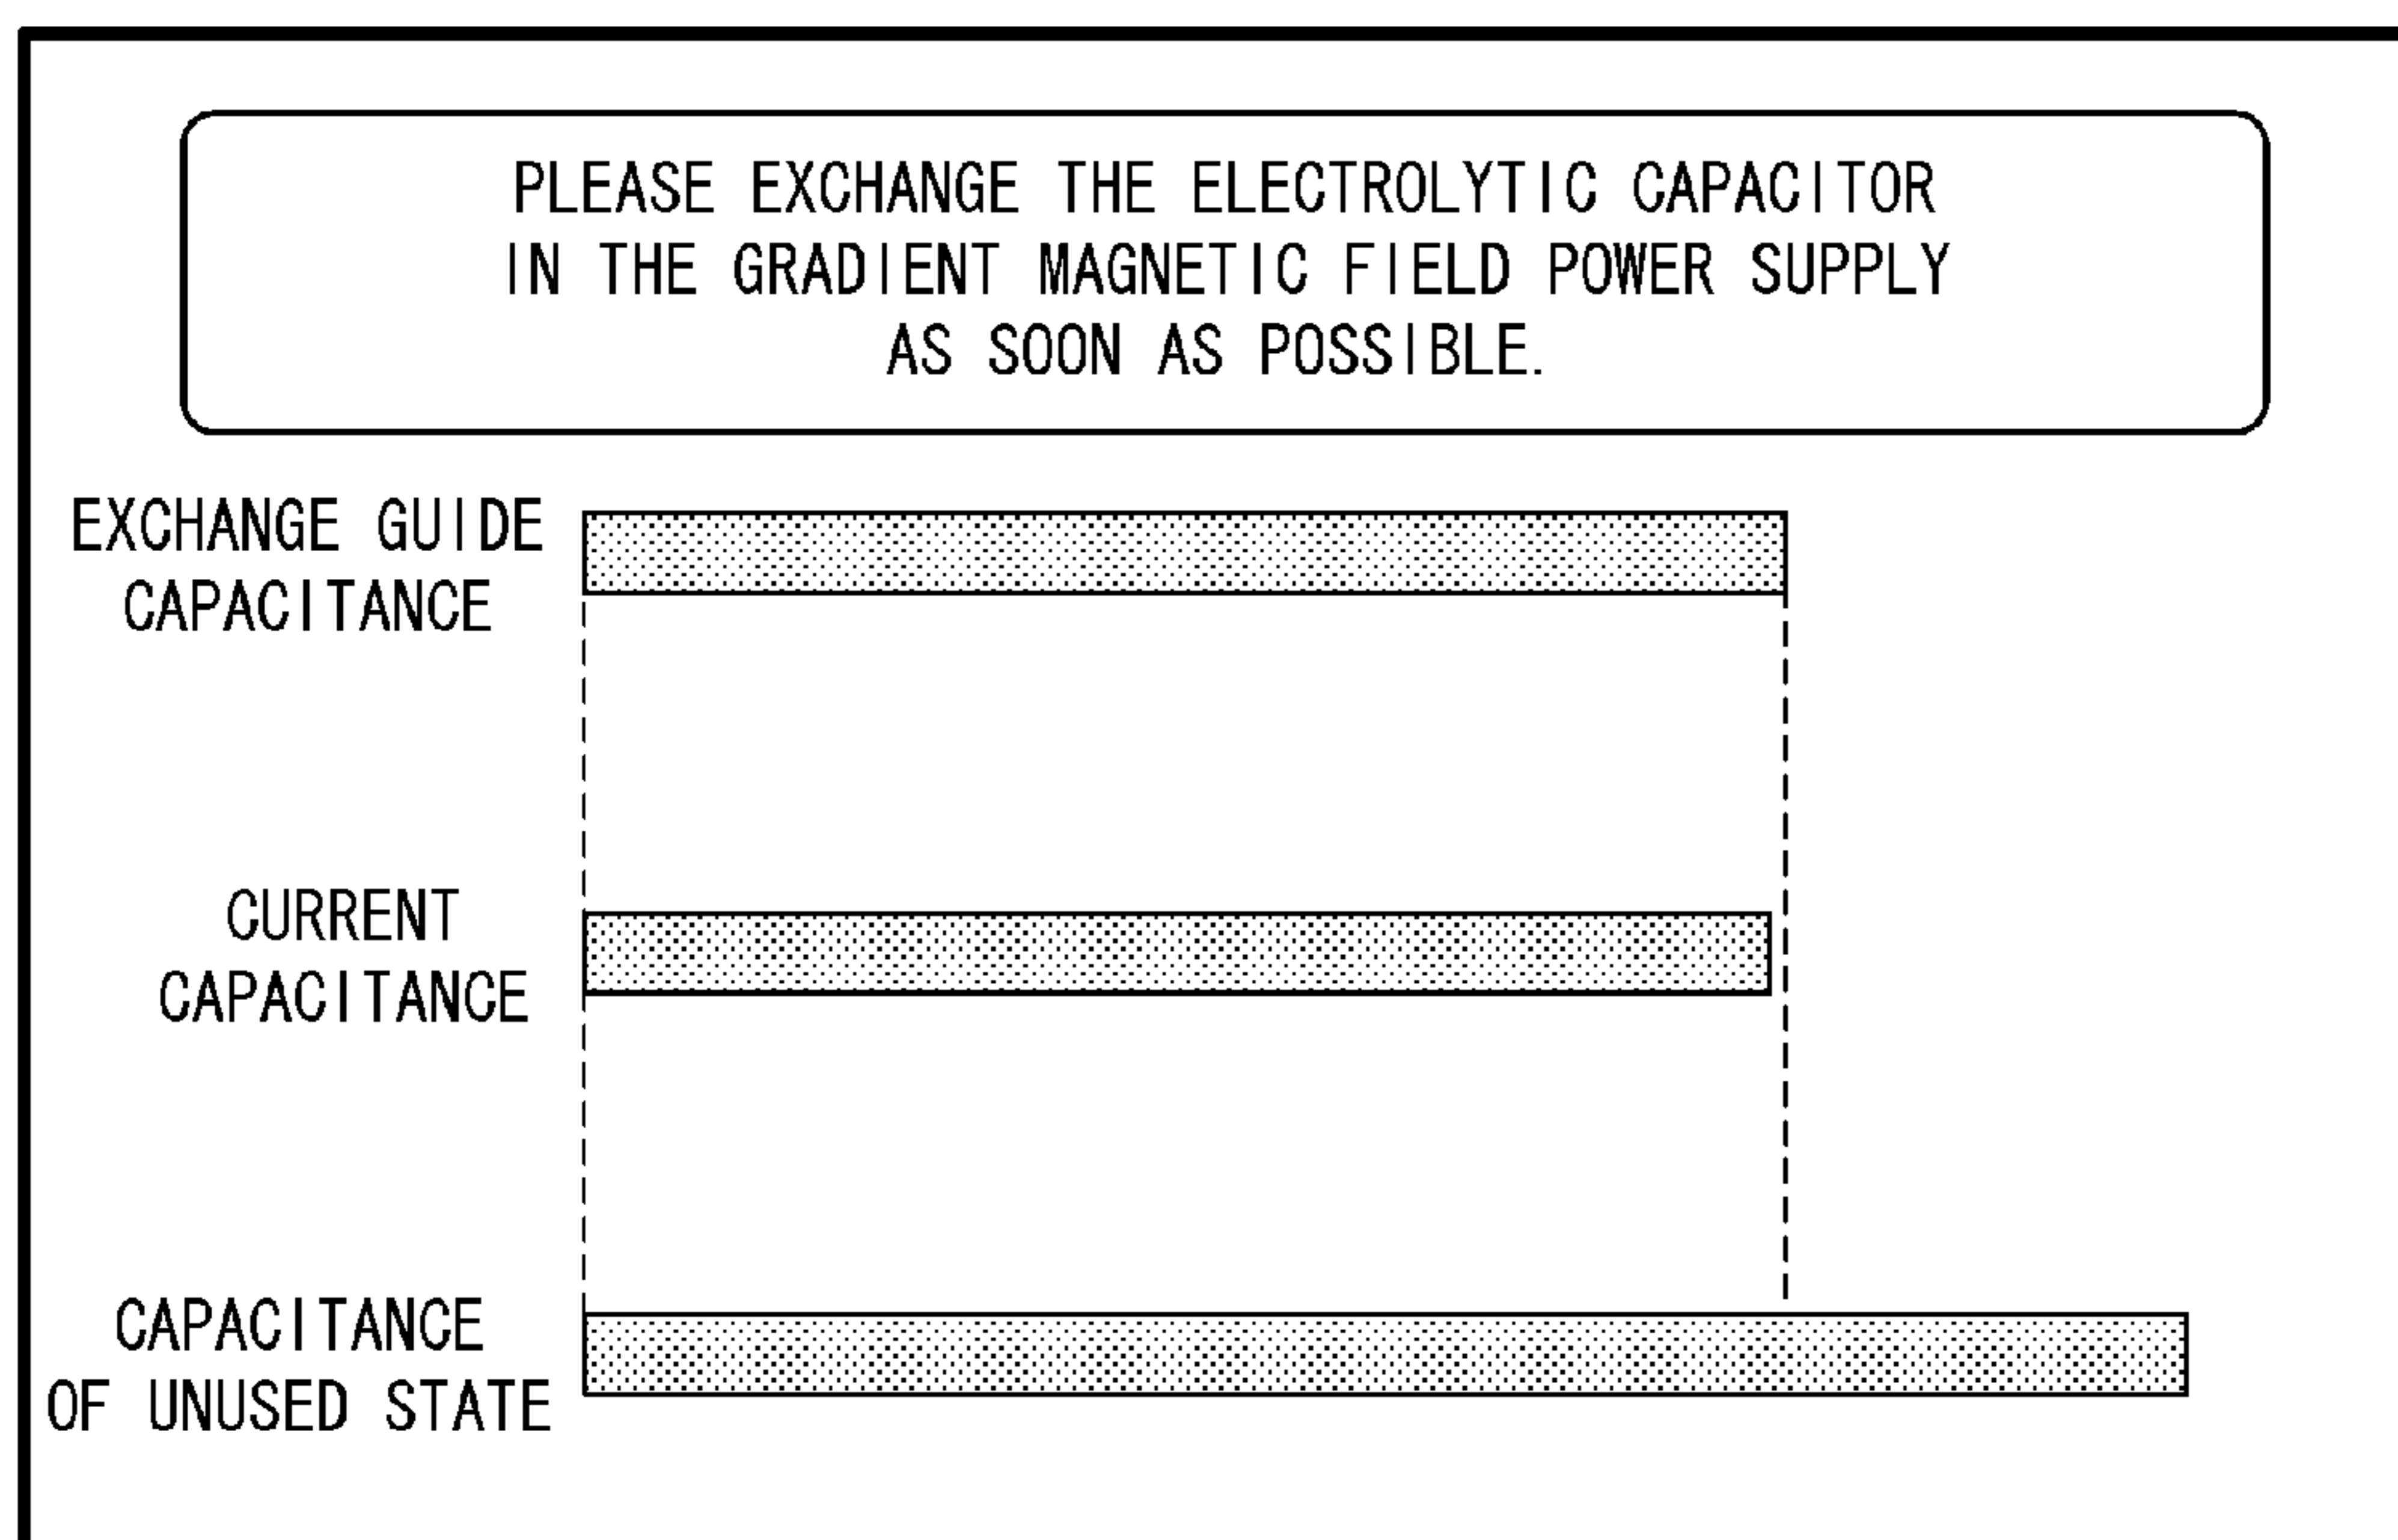 PLEASE EXCHANGE THE ELECTROLYTIC CAPACITOR
IN THE GRADIENT MAGNETIC FIELD POWER SUPPLY
AS SOON AS POSSIBLE.
EXCHANGE GUIDE
CAPACITANCE
CURRENT
CAPACITANCE
CAPACITANCE
OF UNUSED STATE